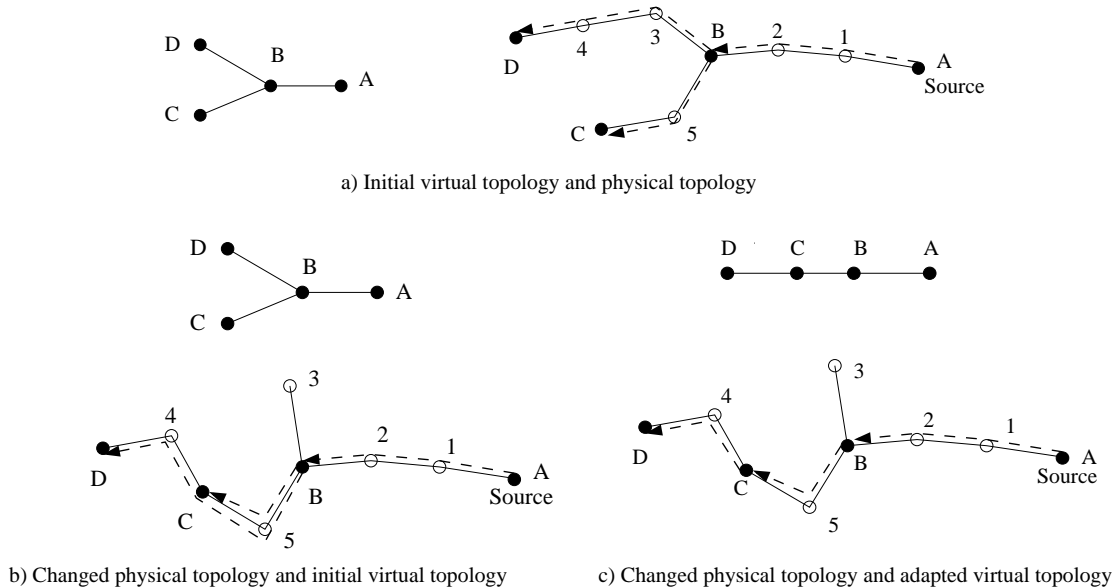 D
B
A
C
D
4
3
B
2
1
A
Source
C
5
a) Initial virtual topology and physical topology
D
B
A
C
D
C
B
A
3
4
2
1
A
D
B
Source
C
5
3
4
2
1
A
B
D
Source
C
5
b) Changed physical topology and initial virtual topology
c) Changed physical topology and adapted virtual topology